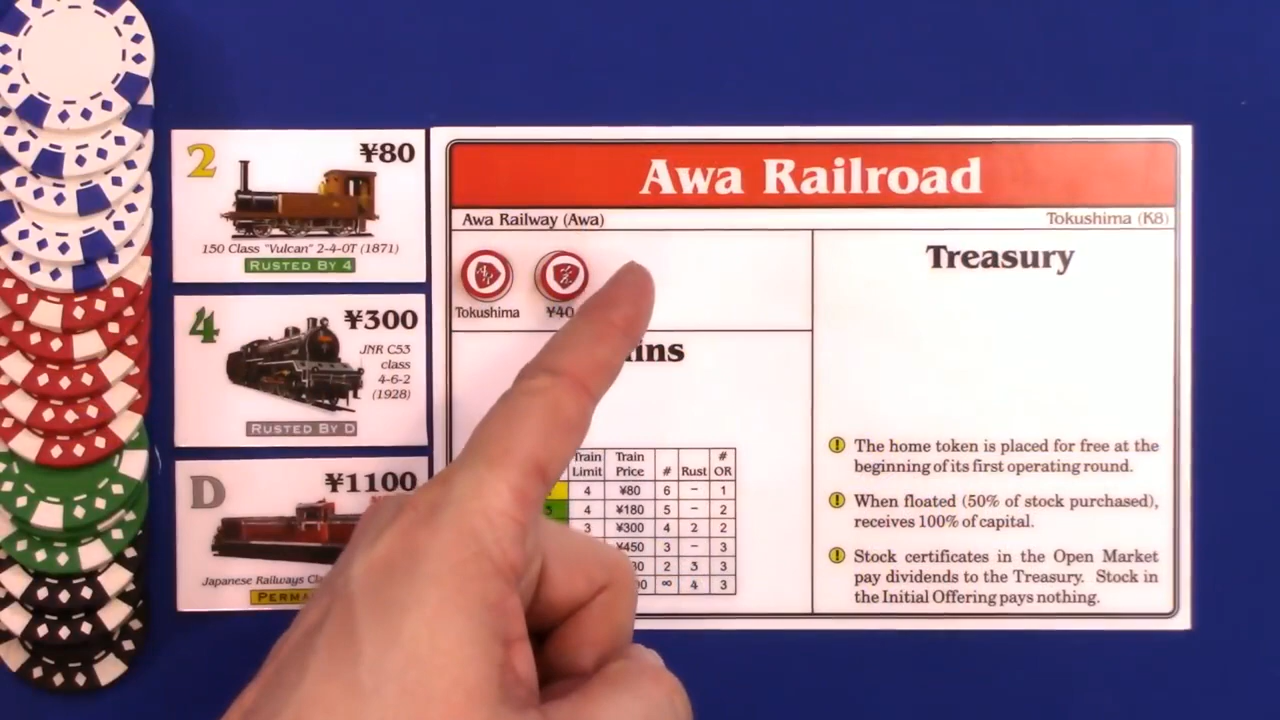 2 ¥80
150 Class "Vulcan" 2-4-0T (1871)
RUSTED BY 4
4 ¥300
JNR C53
class
4-6-2
(1928)
RUSTED BY D
D ¥1100
Japanese Railways
Awa Railroad
Awa Railway (Awa) Tokushima (K8)
Tokushima ¥40
Treasury
Train Train # Rust #
Limit Price OR
4 ¥80 6 – 1
4 ¥180 5 – 2
3 ¥300 4 2 2
¥450 3 – 3
2 3 3
∞ 4 3
! The home token is placed for free at the
beginning of its first operating round.
! When floated (50% of stock purchased),
receives 100% of capital.
! Stock certificates in the Open Market
pay dividends to the Treasury. Stock in
the Initial Offering pays nothing.